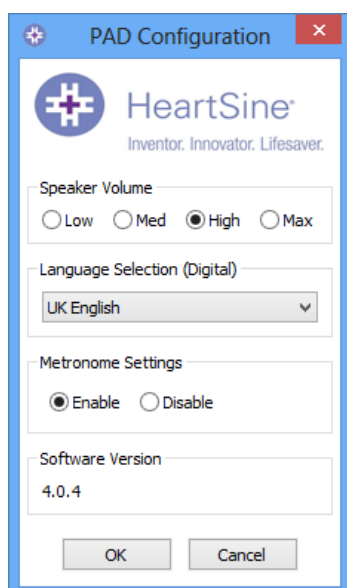 PAD Configuration
HeartSine
Inventor. Innovator. Lifesaver.
Speaker Volume
Low Med High Max
Language Selection (Digital)
UK English
Metronome Settings
Enable Disable
Software Version
4.0.4
OK Cancel